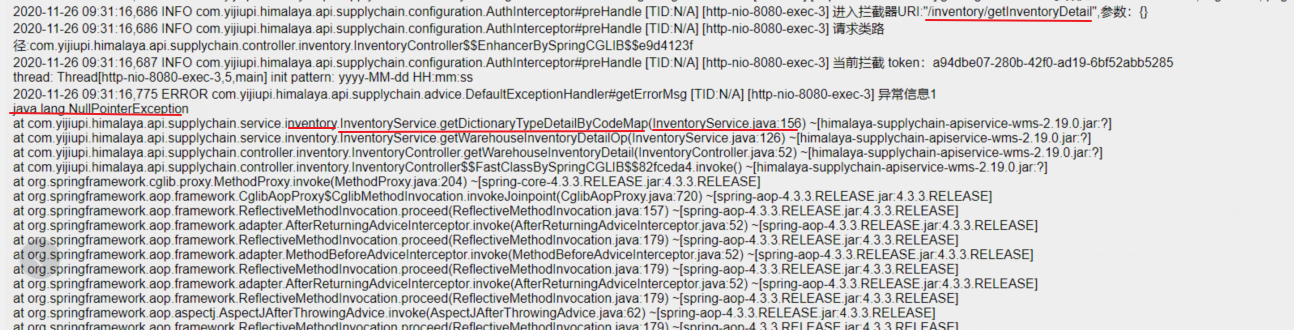 2020-11-26 09:31:16,686 INFO com.yijiupi.himalaya.api.supplychain.configuration.AuthInterceptor#preHandle [TID:N/A] [http-nio-8080-exec-3] 进入拦截器URI:"/inventory/getInventoryDetail",参数：{}
2020-11-26 09:31:16,686 INFO com.yijiupi.himalaya.api.supplychain.configuration.AuthInterceptor#preHandle [TID:N/A] [http-nio-8080-exec-3] 请求类路
径:com.yijiupi.himalaya.api.supplychain.controller.inventory.InventoryController$$EnhancerBySpringCGLIB$$e9d4123f
2020-11-26 09:31:16,687 INFO com.yijiupi.himalaya.api.supplychain.configuration.AuthInterceptor#preHandle [TID:N/A] [http-nio-8080-exec-3] 当前拦截 token：a94dbe07-280b-42f0-ad19-6bf52abb5285
thread: Thread[http-nio-8080-exec-3,5,main] init pattern: yyyy-MM-dd HH:mm:ss
2020-11-26 09:31:16,775 ERROR com.yijiupi.himalaya.api.supplychain.advice.DefaultExceptionHandler#getErrorMsg [TID:N/A] [http-nio-8080-exec-3] 异常信息1
java.lang.NullPointerException
at com.yijiupi.himalaya.api.supplychain.service.inventory.InventoryService.getDictionaryTypeDetailByCodeMap(InventoryService.java:156) ~[himalaya-supplychain-apiservice-wms-2.19.0.jar:?]
at com.yijiupi.himalaya.api.supplychain.service.inventory.InventoryService.getWarehouseInventoryDetailOp(InventoryService.java:126) ~[himalaya-supplychain-apiservice-wms-2.19.0.jar:?]
at com.yijiupi.himalaya.api.supplychain.controller.inventory.InventoryController.getWarehouseInventoryDetail(InventoryController.java:52) ~[himalaya-supplychain-apiservice-wms-2.19.0.jar:?]
at com.yijiupi.himalaya.api.supplychain.controller.inventory.InventoryController$$FastClassBySpringCGLIB$$82fceda4.invoke() ~[himalaya-supplychain-apiservice-wms-2.19.0.jar:?]
at org.springframework.cglib.proxy.MethodProxy.invoke(MethodProxy.java:204) ~[spring-core-4.3.3.RELEASE.jar:4.3.3.RELEASE]
at org.springframework.aop.framework.CglibAopProxy$CglibMethodInvocation.invokeJoinpoint(CglibAopProxy.java:720) ~[spring-aop-4.3.3.RELEASE.jar:4.3.3.RELEASE]
at org.springframework.aop.framework.ReflectiveMethodInvocation.proceed(ReflectiveMethodInvocation.java:157) ~[spring-aop-4.3.3.RELEASE.jar:4.3.3.RELEASE]
at org.springframework.aop.framework.adapter.AfterReturningAdviceInterceptor.invoke(AfterReturningAdviceInterceptor.java:52) ~[spring-aop-4.3.3.RELEASE.jar:4.3.3.RELEASE]
at org.springframework.aop.framework.ReflectiveMethodInvocation.proceed(ReflectiveMethodInvocation.java:179) ~[spring-aop-4.3.3.RELEASE.jar:4.3.3.RELEASE]
at org.springframework.aop.framework.adapter.MethodBeforeAdviceInterceptor.invoke(MethodBeforeAdviceInterceptor.java:52) ~[spring-aop-4.3.3.RELEASE.jar:4.3.3.RELEASE]
at org.springframework.aop.framework.ReflectiveMethodInvocation.proceed(ReflectiveMethodInvocation.java:179) ~[spring-aop-4.3.3.RELEASE.jar:4.3.3.RELEASE]
at org.springframework.aop.framework.adapter.AfterReturningAdviceInterceptor.invoke(AfterReturningAdviceInterceptor.java:52) ~[spring-aop-4.3.3.RELEASE.jar:4.3.3.RELEASE]
at org.springframework.aop.framework.ReflectiveMethodInvocation.proceed(ReflectiveMethodInvocation.java:179) ~[spring-aop-4.3.3.RELEASE.jar:4.3.3.RELEASE]
at org.springframework.aop.aspectj.AspectJAfterThrowingAdvice.invoke(AspectJAfterThrowingAdvice.java:62) ~[spring-aop-4.3.3.RELEASE.jar:4.3.3.RELEASE]
at org.springframework.aop.framework.ReflectiveMethodInvocation.proceed(ReflectiveMethodInvocation.java:179) ~[spring-aop-4.3.3.RELEASE.jar:4.3.3.RELEASE]